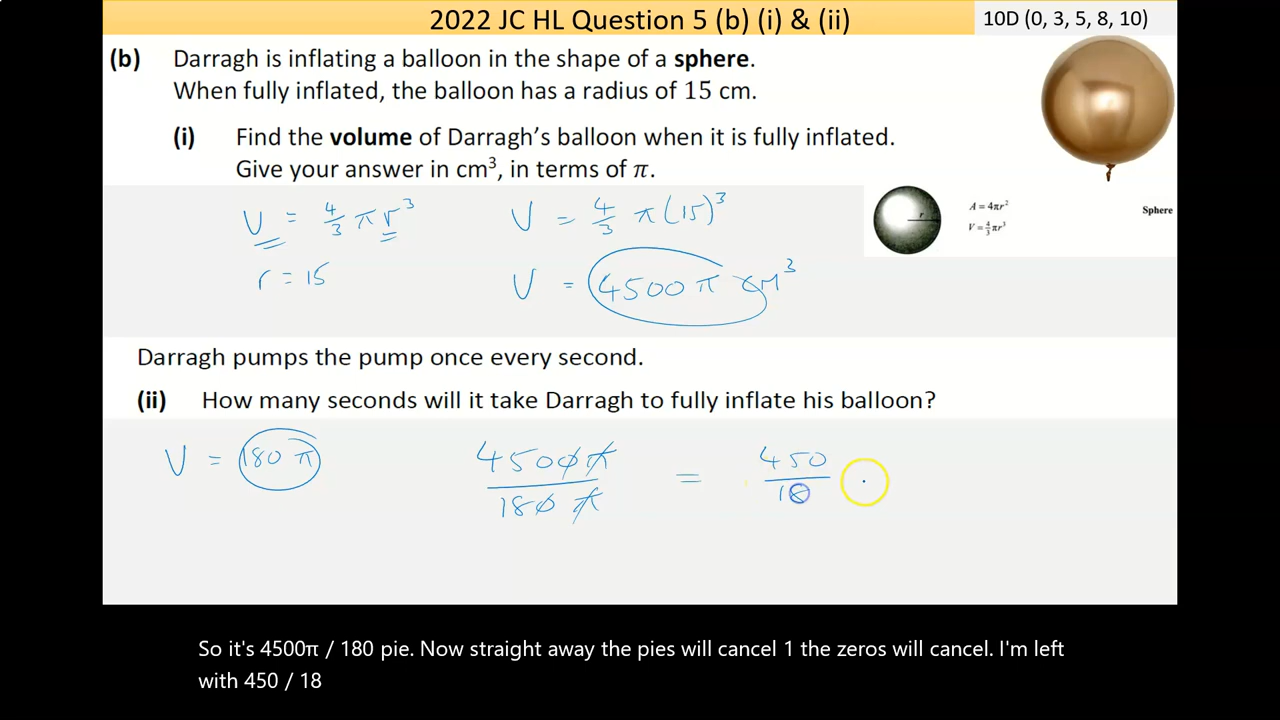 2022 JC HL Question 5 (b) (i) & (ii)
10D (0, 3, 5, 8, 10)
(b) Darragh is inflating a balloon in the shape of a sphere.
When fully inflated, the balloon has a radius of 15 cm.
(i) Find the volume of Darragh's balloon when it is fully inflated.
Give your answer in cm³, in terms of π.
V = 4/3 π r³
V = 4/3 π (15)³
r = 15
V = 4500 π cm³
A = 4πr²
V = 4/3 πr³
Sphere
r
Darragh pumps the pump once every second.
(ii) How many seconds will it take Darragh to fully inflate his balloon?
V = 180 π
4500π / 180π = 450 / 18
So it's 4500π / 180 pie. Now straight away the pies will cancel 1 the zeros will cancel. I'm left
with 450 / 18